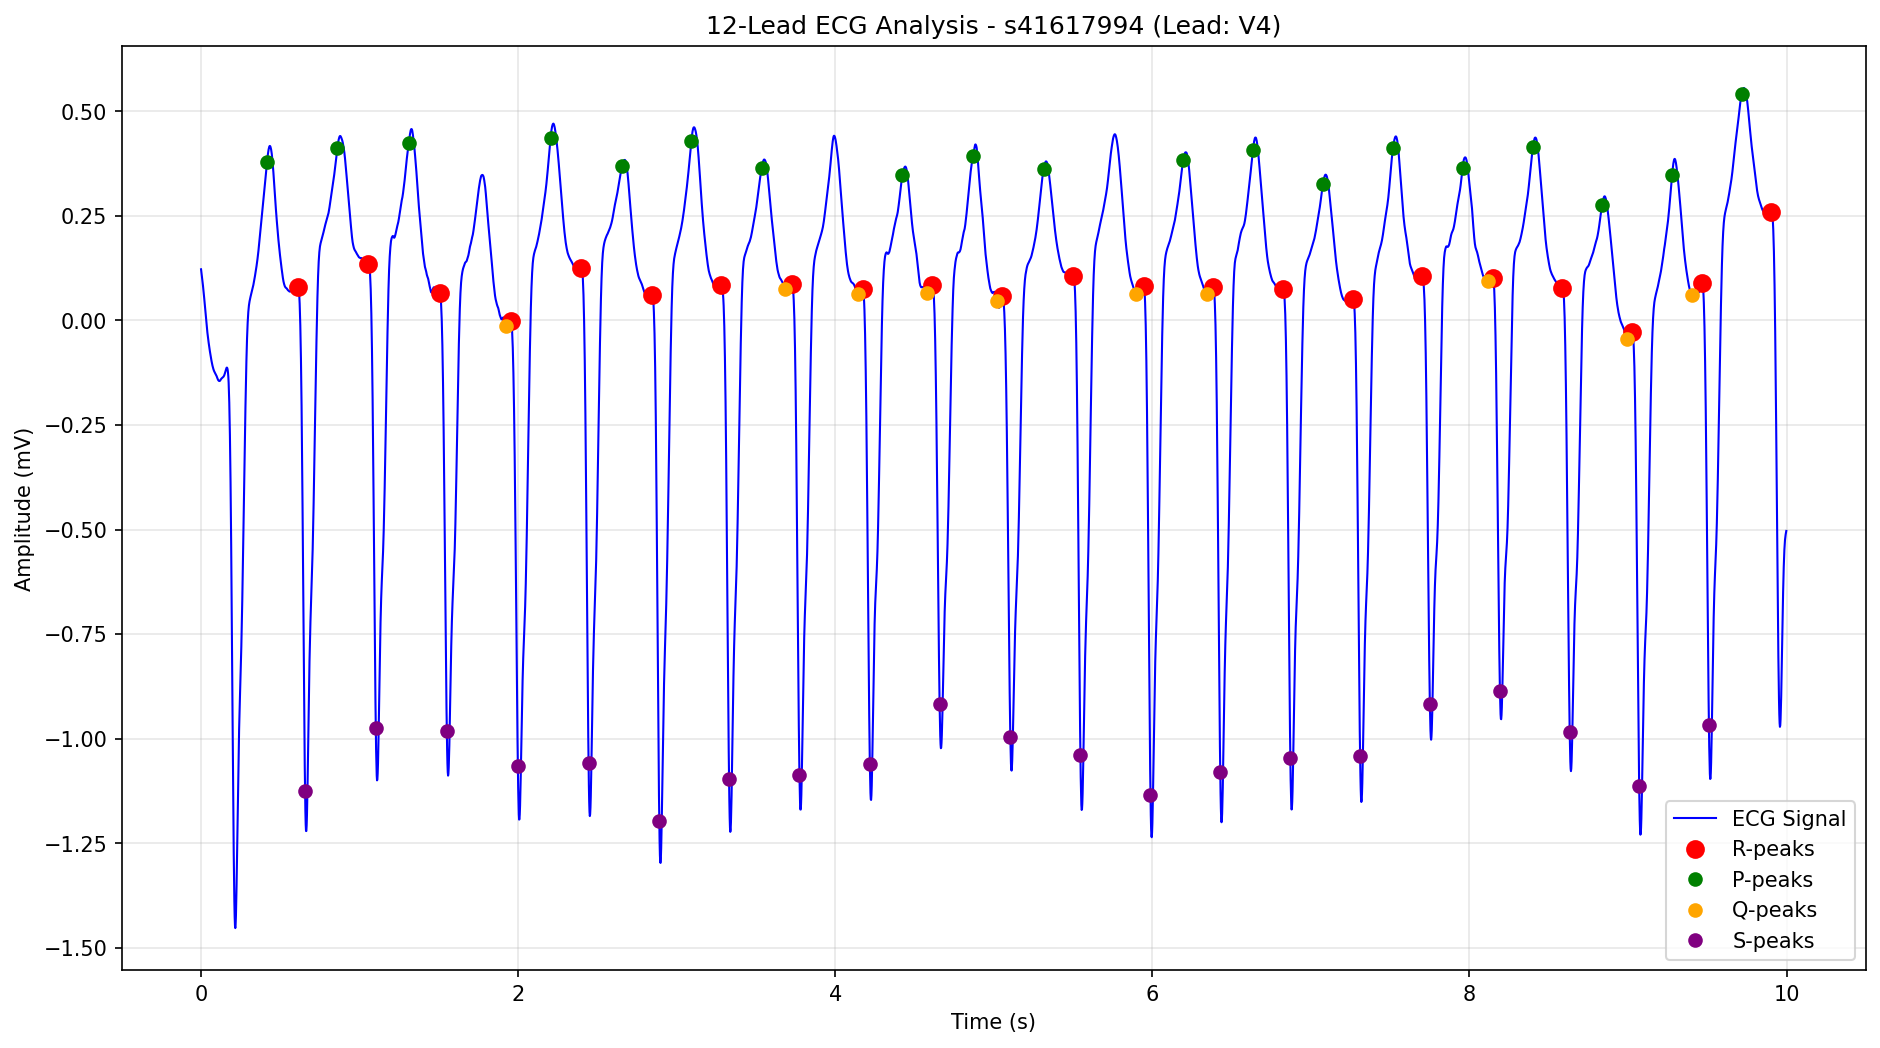 12-Lead ECG Analysis - s41617994 (Lead: V4)
Amplitude (mV)
0.50
0.25
0.00
−0.25
−0.50
−0.75
−1.00
−1.25
−1.50
ECG Signal
R-peaks
P-peaks
Q-peaks
S-peaks
0 2 4 6 8 10
Time (s)